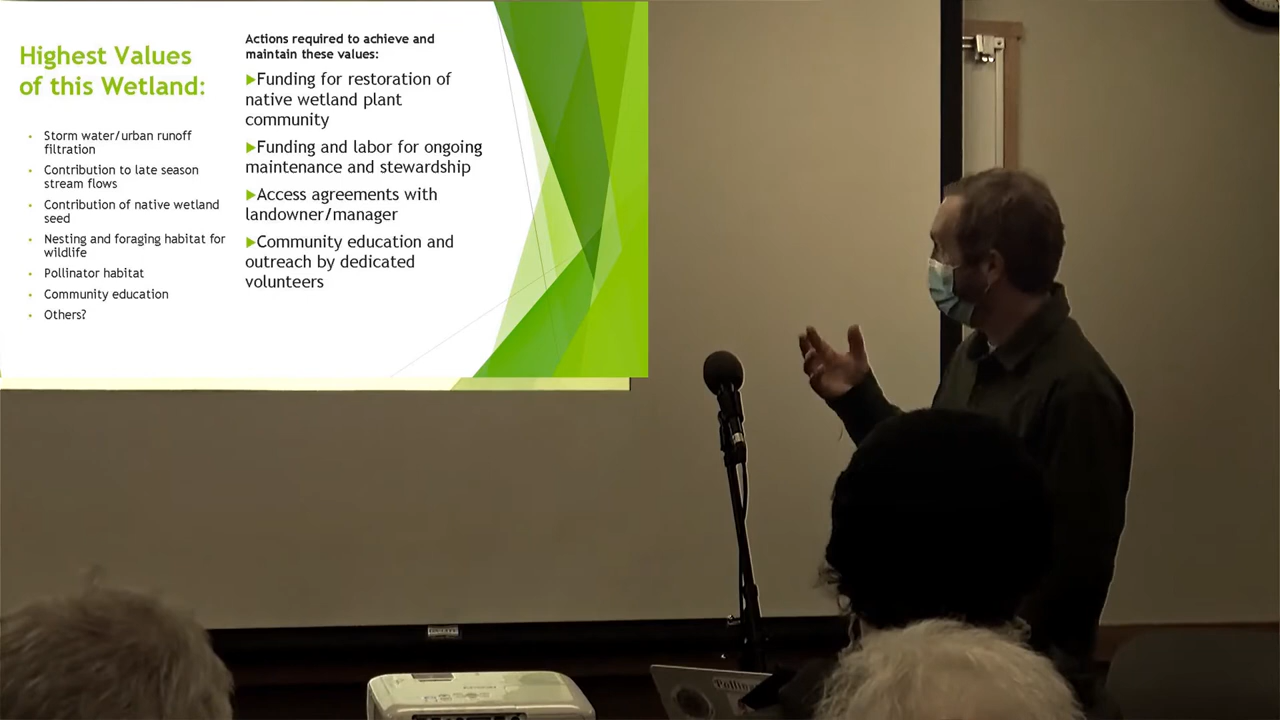 Highest Values
of this Wetland:
• Storm water/urban runoff
filtration
• Contribution to late season
stream flows
• Contribution of native wetland
seed
• Nesting and foraging habitat for
wildlife
• Pollinator habitat
• Community education
• Others?
Actions required to achieve and
maintain these values:
▶Funding for restoration of
native wetland plant
community
▶Funding and labor for ongoing
maintenance and stewardship
▶Access agreements with
landowner/manager
▶Community education and
outreach by dedicated
volunteers